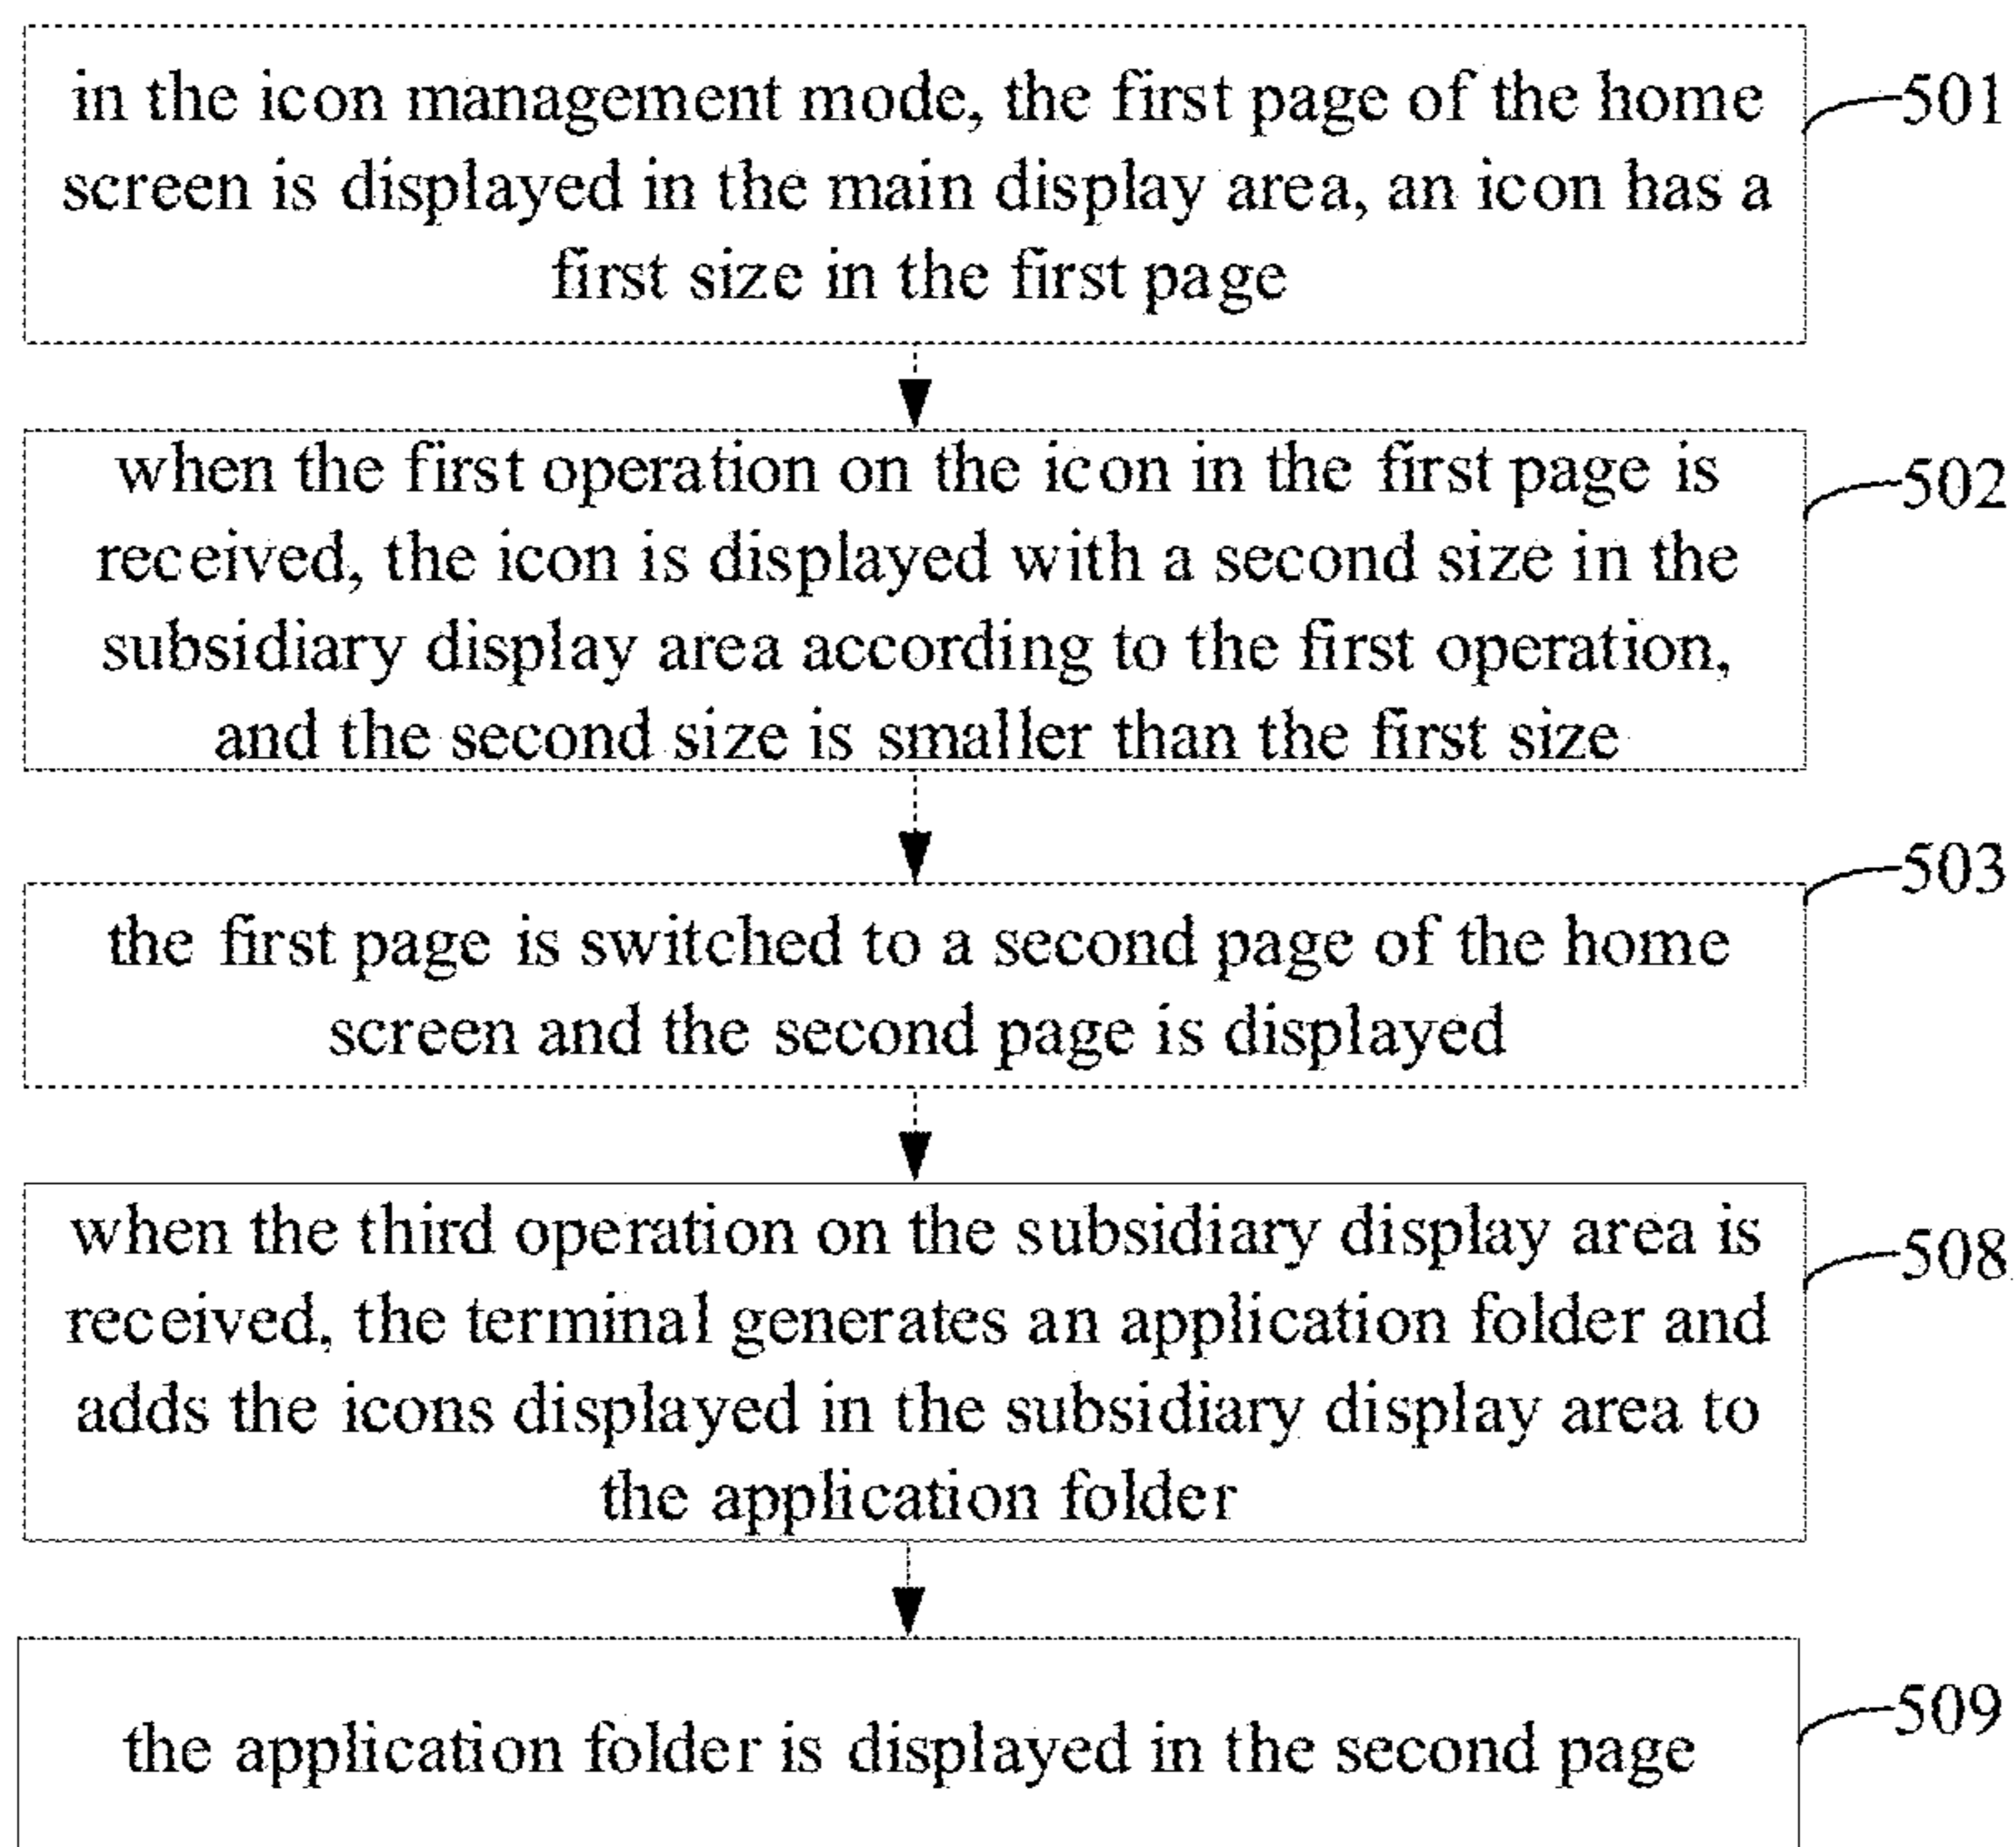 in the icon management mode, the first page of the home
501
screen is displayed in the main display area, an icon has a
first size in the first page
when the first operation on the icon in the first page is
502
received, the icon is displayed with a second size in the
subsidiary display area according to the first operation,
and the second size is smaller than the first size
503
the first page is switched to a second page of the home
screen and the second page is displayed
when the third operation on the subsidiary display area is
508
received, the terminal generates an application folder and
adds the icons displayed in the subsidiary display area to
the application folder
509
the application folder is displayed in the second page